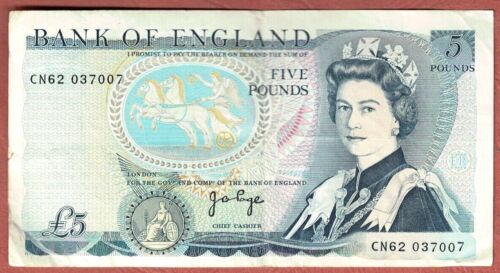 BANK OF ENGLAND
I PROMISE TO PAY THE BEARER ON DEMAND THE SUM OF
5
POUNDS
CN62 037007
FIVE
POUNDS
LONDON
FOR THE GOVR AND COMPA OF THE BANK OF ENGLAND
£5
CHIEF CASHIER
CN62 037007